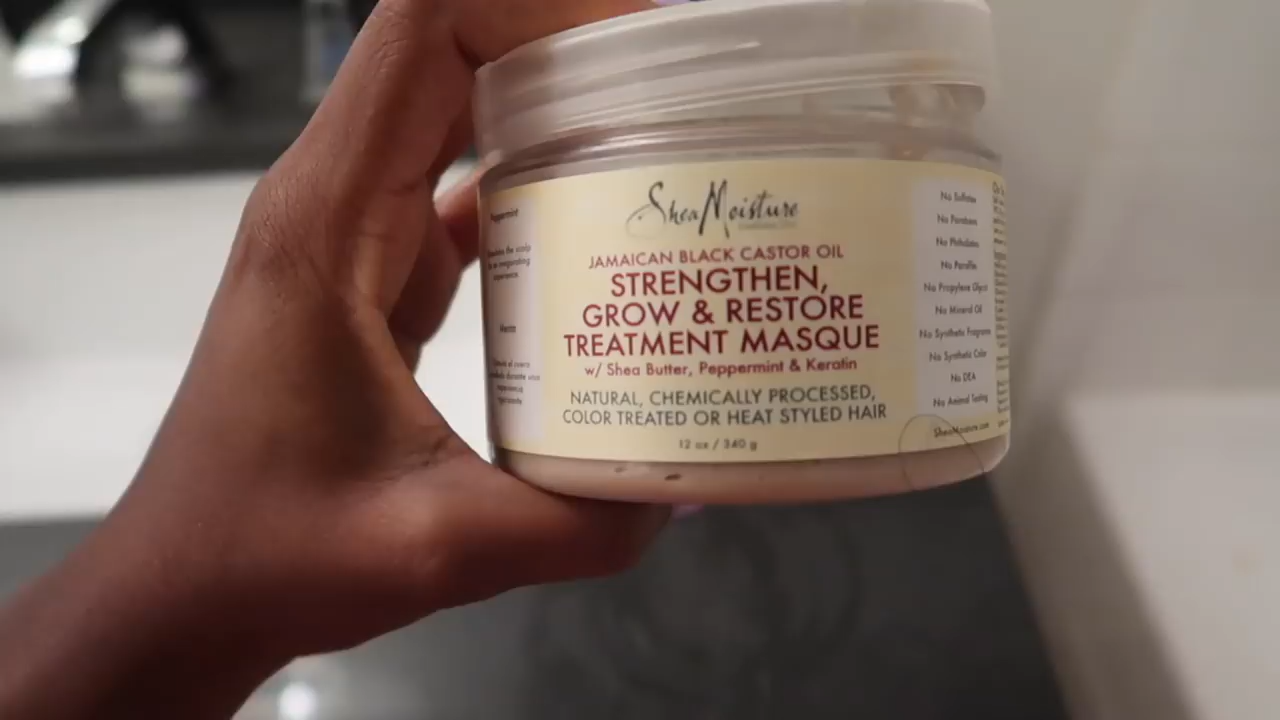 Peppermint
SheaMoisture
JAMAICAN BLACK CASTOR OIL
STRENGTHEN,
GROW & RESTORE
TREATMENT MASQUE
w/ Shea Butter, Peppermint & Keratin
NATURAL, CHEMICALLY PROCESSED,
COLOR TREATED OR HEAT STYLED HAIR
12 oz / 340 g
No Sulfates
No Parabens
No Phthalates
No Paraffin
No Propylene Glycol
No Mineral Oil
No Synthetic Fragrance
No Synthetic Color
No DEA
No Animal Testing
SheaMoisture.com